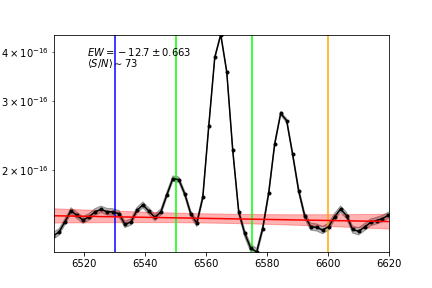 4 × 10⁻¹⁶
3 × 10⁻¹⁶
2 × 10⁻¹⁶
EW = −12.7 ± 0.663
⟨S/N⟩ ~ 73
6520 6540 6560 6580 6600 6620